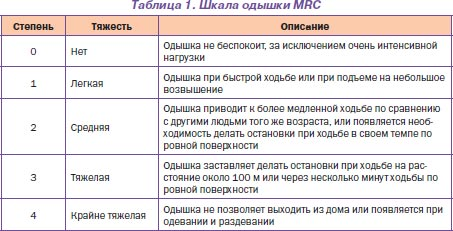 Таблица 1. Шкала одышки MRC
Степень Тяжесть Описание
0 Нет Одышка не беспокоит, за исключением очень интенсивной
нагрузки
1 Легкая Одышка при быстрой ходьбе или при подъеме на небольшое
возвышение
2 Средняя Одышка приводит к более медленной ходьбе по сравнению
с другими людьми того же возраста, или появляется необ-
ходимость делать остановки при ходьбе в своем темпе по
ровной поверхности
3 Тяжелая Одышка заставляет делать остановки при ходьбе на рас-
стояние около 100 м или через несколько минут ходьбы по
ровной поверхности
4 Крайне тяжелая Одышка не позволяет выходить из дома или появляется при
одевании и раздевании